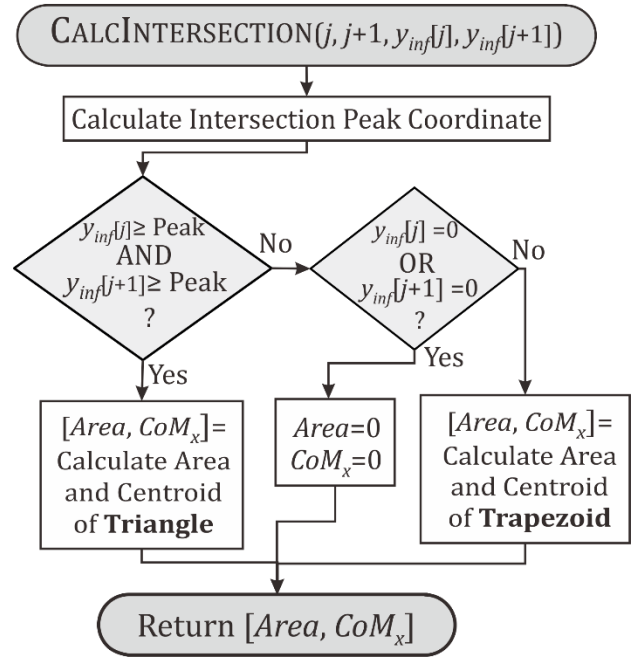 CALCINTERSECTION(j, j+1, yinf[j], yinf[j+1])
Calculate Intersection Peak Coordinate
yinf[j]≥ Peak
AND
yinf[j+1]≥ Peak
?
No
Yes
yinf[j] =0
OR
yinf[j+1] =0
?
No
Yes
[Area, CoMx]=
Calculate Area
and Centroid
of Triangle
Area=0
CoMx=0
[Area, CoMx]=
Calculate Area
and Centroid
of Trapezoid
Return [Area, CoMx]